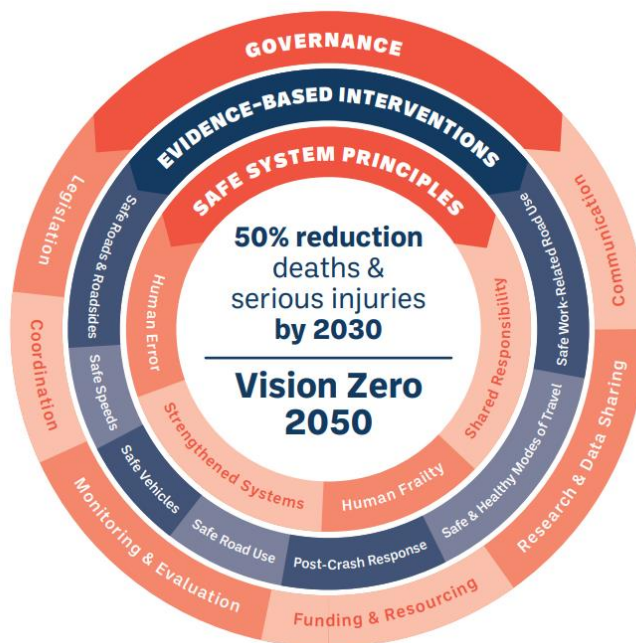 GOVERNANCE
EVIDENCE-BASED INTERVENTIONS
SAFE SYSTEM PRINCIPLES
50% reduction
deaths &
serious injuries
by 2030
Vision Zero
2050
Human Error
Strengthened Systems
Human Frailty
Shared Responsibility
Safe Roads & Roadsides
Safe Speeds
Safe Vehicles
Safe Road Use
Post-Crash Response
Safe & Healthy Modes of Travel
Safe Work-Related Road Use
Legislation
Coordination
Monitoring & Evaluation
Funding & Resourcing
Research & Data Sharing
Communication